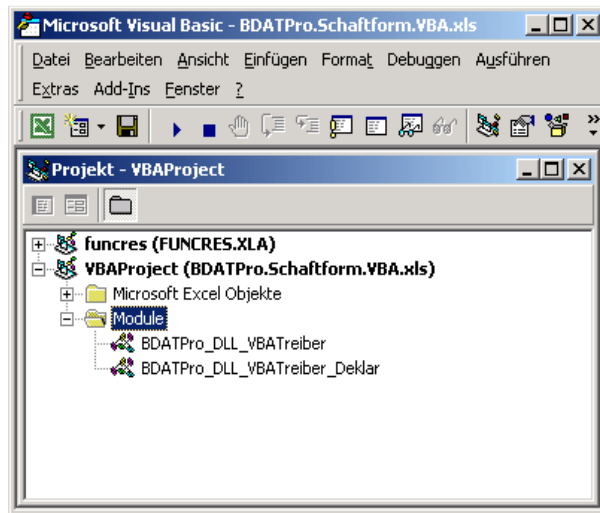 Microsoft Visual Basic - BDATPro.Schaftform.VBA.xls
Datei Bearbeiten Ansicht Einfügen Format Debuggen Ausführen
Extras Add-Ins Fenster ?
Projekt - VBAProject
funcres (FUNCRES.XLA)
VBAProject (BDATPro.Schaftform.VBA.xls)
Microsoft Excel Objekte
Module
BDATPro_DLL_VBATreiber
BDATPro_DLL_VBATreiber_Deklar